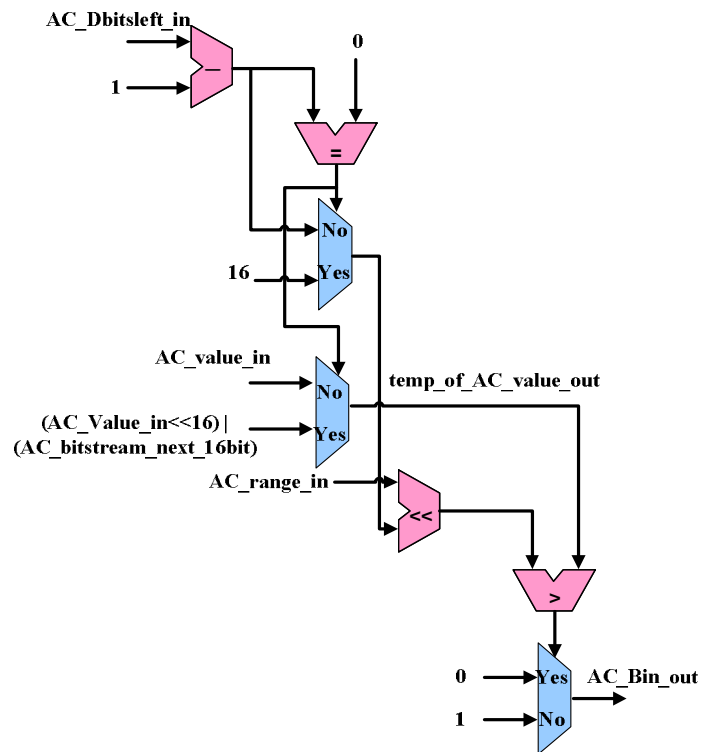 AC_Dbitsleft_in
0
1
—
=
No
16
Yes
AC_value_in
temp_of_AC_value_out
No
(AC_Value_in<<16) |
(AC_bitstream_next_16bit)
Yes
AC_range_in
<<
>
0
Yes
AC_Bin_out
1
No